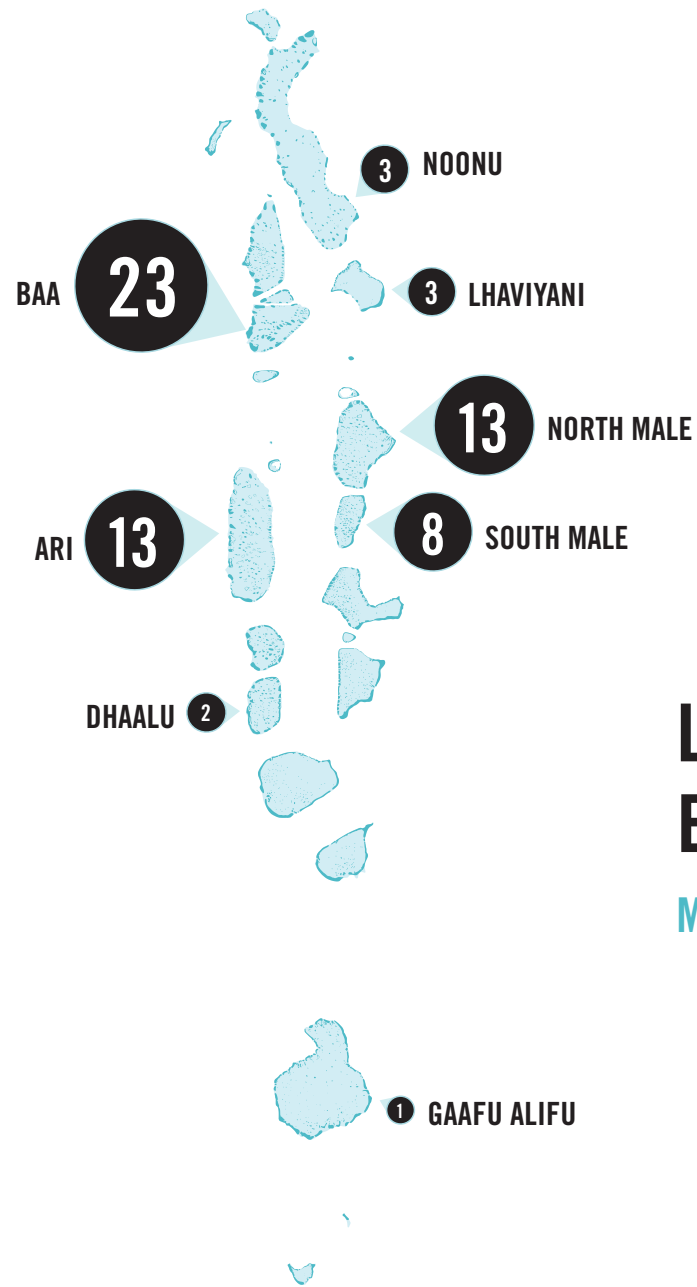 3 NOONU
BAA 23
3 LHAVIYANI
13 NORTH MALE
ARI 13
8 SOUTH MALE
DHAALU 2
1 GAAFU ALIFU